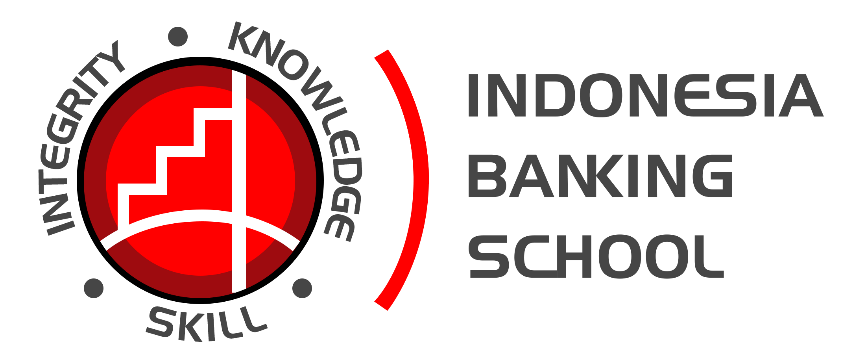 INTEGRITY
KNOWLEDGE
SKILL
INDONESIA
BANKING
SCHOOL